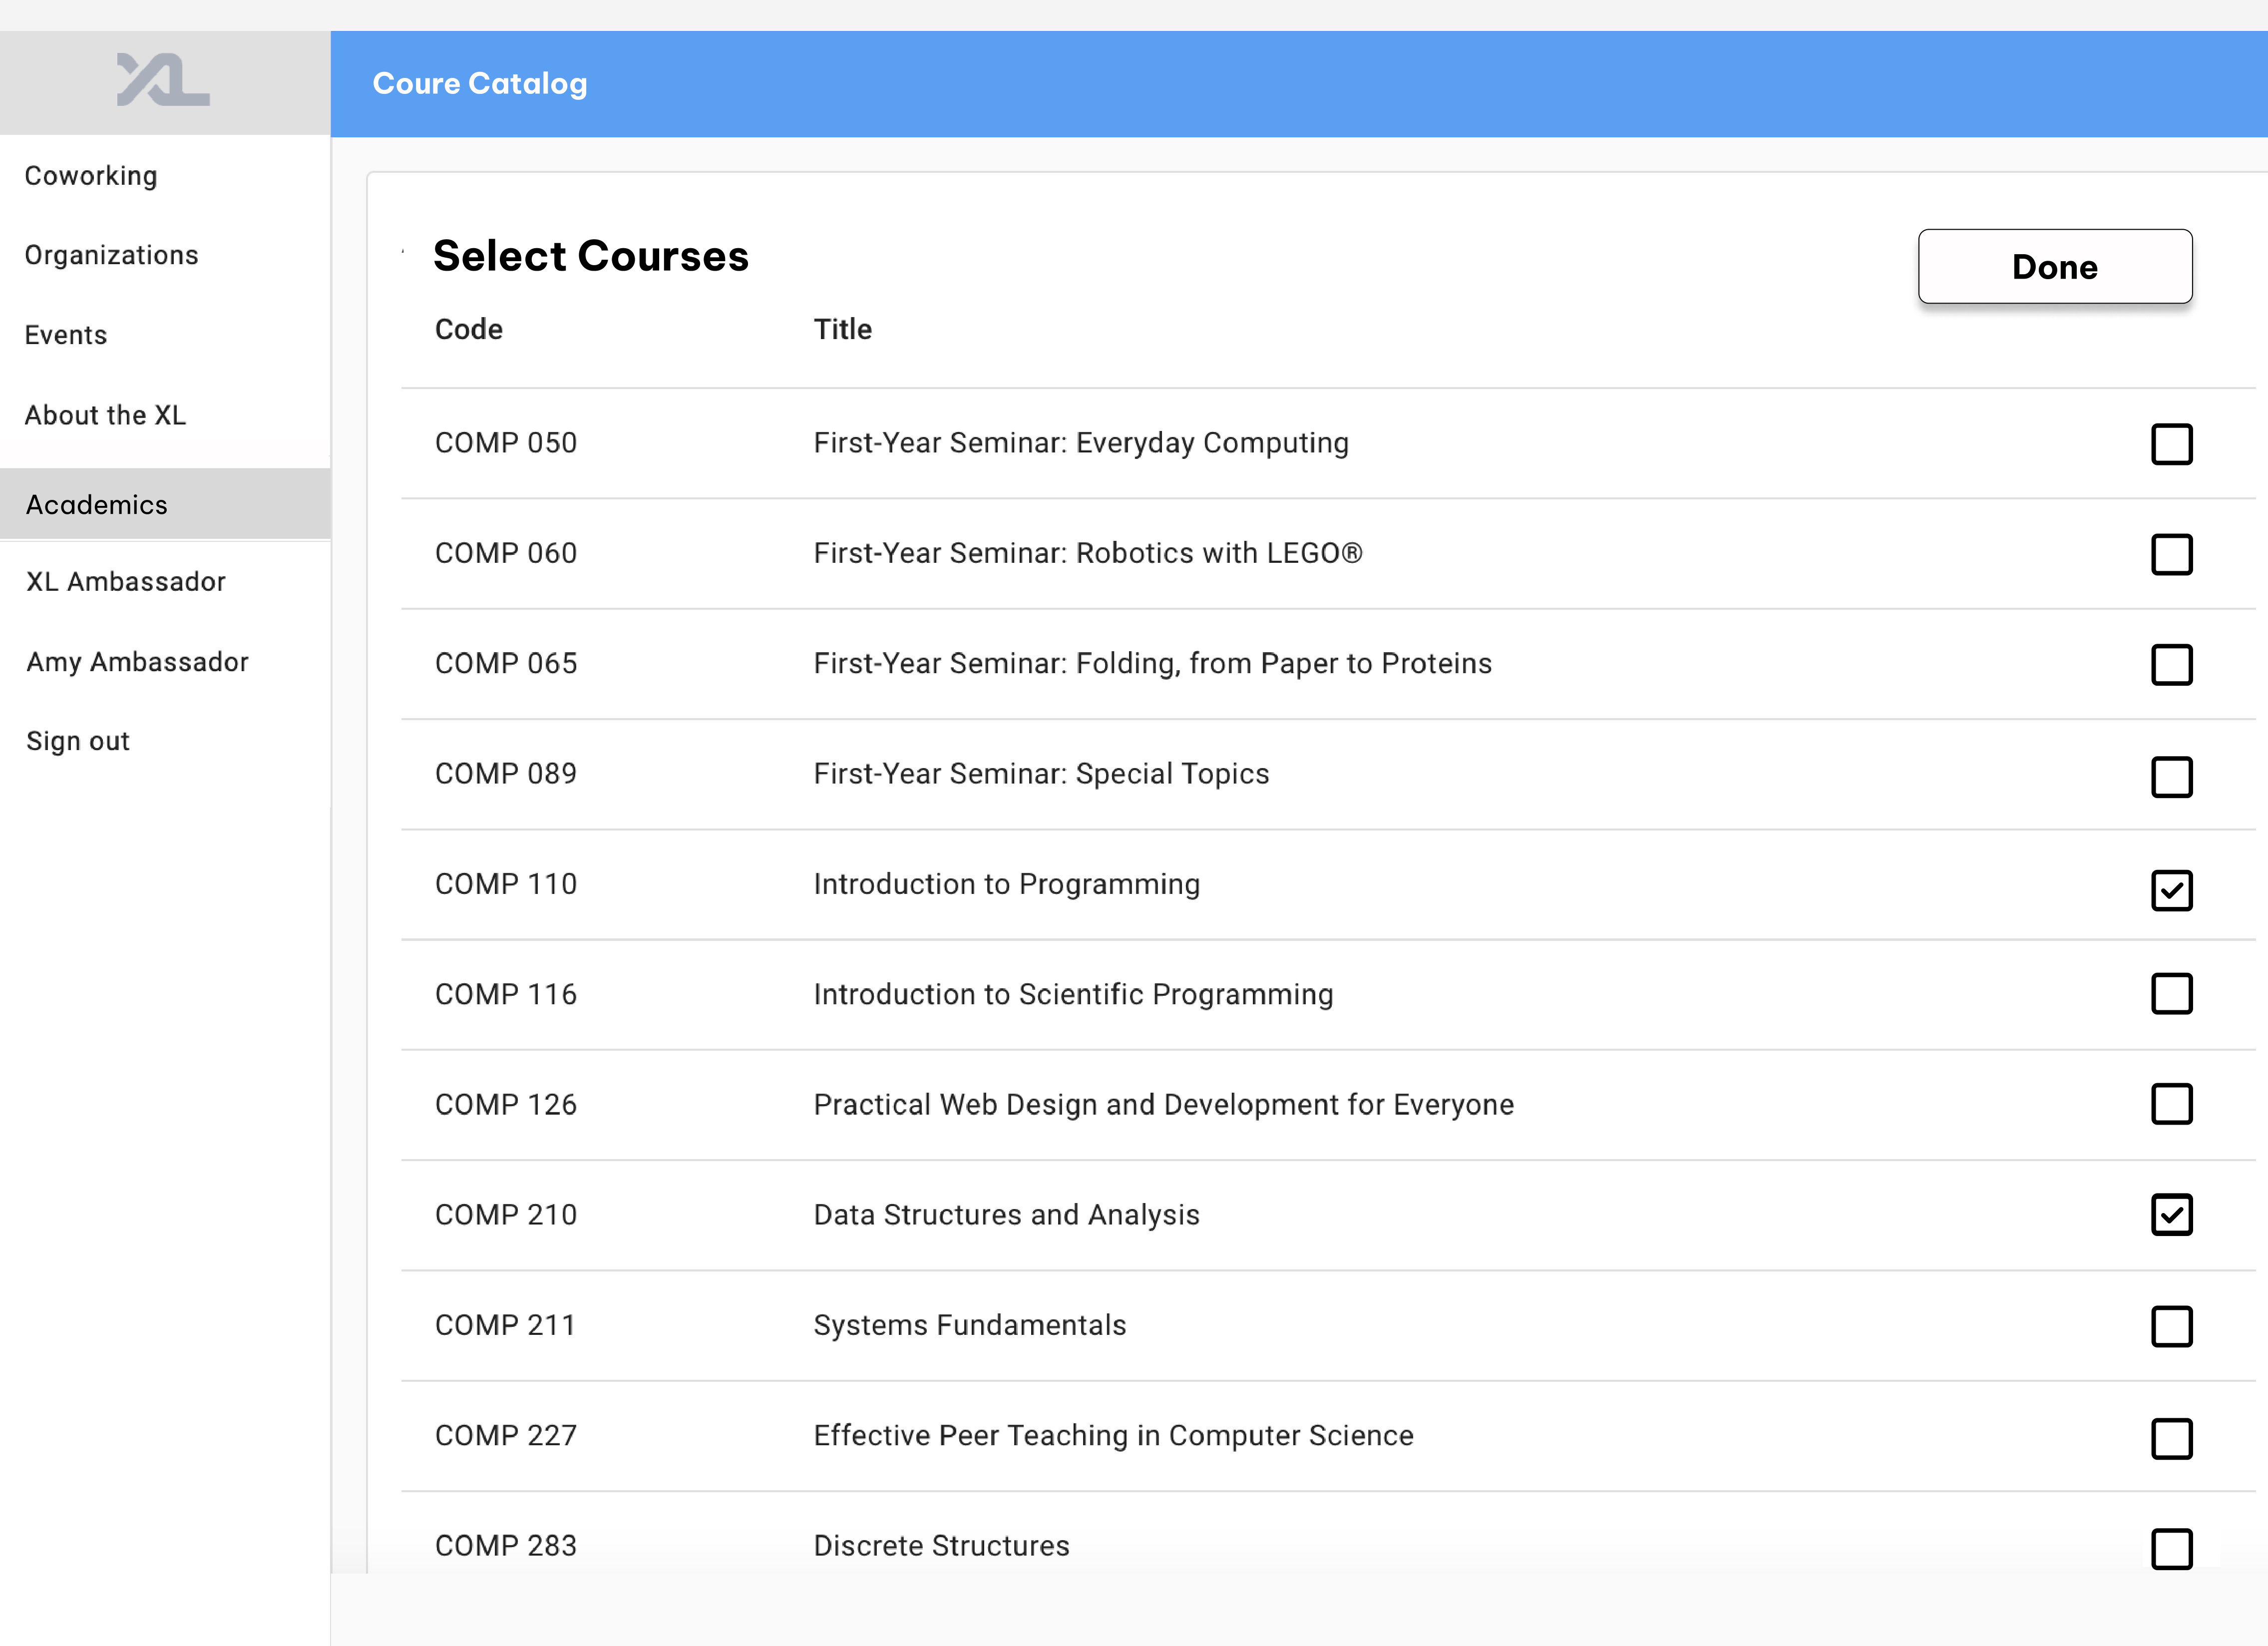 XL
Coure Catalog
Coworking
Organizations
Events
About the XL
Academics
XL Ambassador
Amy Ambassador
Sign out
Select Courses
Done
Code Title
COMP 050 First-Year Seminar: Everyday Computing
COMP 060 First-Year Seminar: Robotics with LEGO®
COMP 065 First-Year Seminar: Folding, from Paper to Proteins
COMP 089 First-Year Seminar: Special Topics
COMP 110 Introduction to Programming
COMP 116 Introduction to Scientific Programming
COMP 126 Practical Web Design and Development for Everyone
COMP 210 Data Structures and Analysis
COMP 211 Systems Fundamentals
COMP 227 Effective Peer Teaching in Computer Science
COMP 283 Discrete Structures